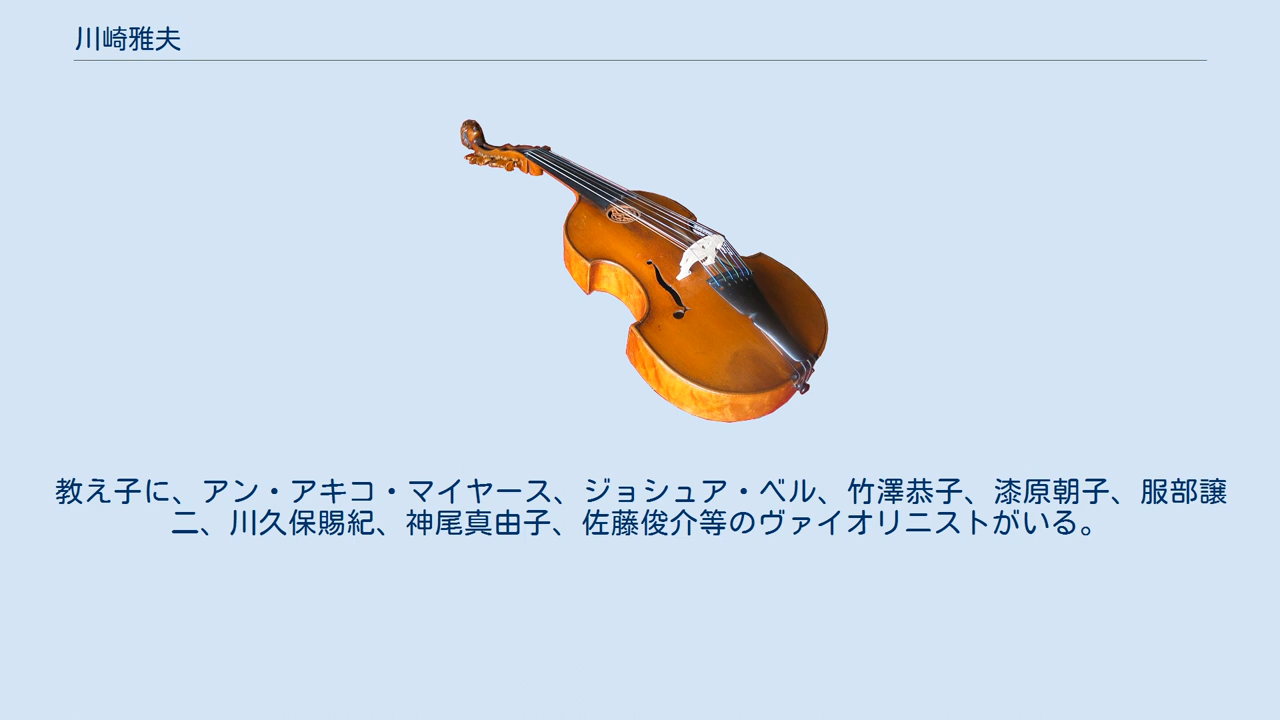 川崎雅夫
教え子に、アン・アキコ・マイヤース、ジョシュア・ベル、竹澤恭子、漆原朝子、服部譲
二、川久保賜紀、神尾真由子、佐藤俊介等のヴァイオリニストがいる。